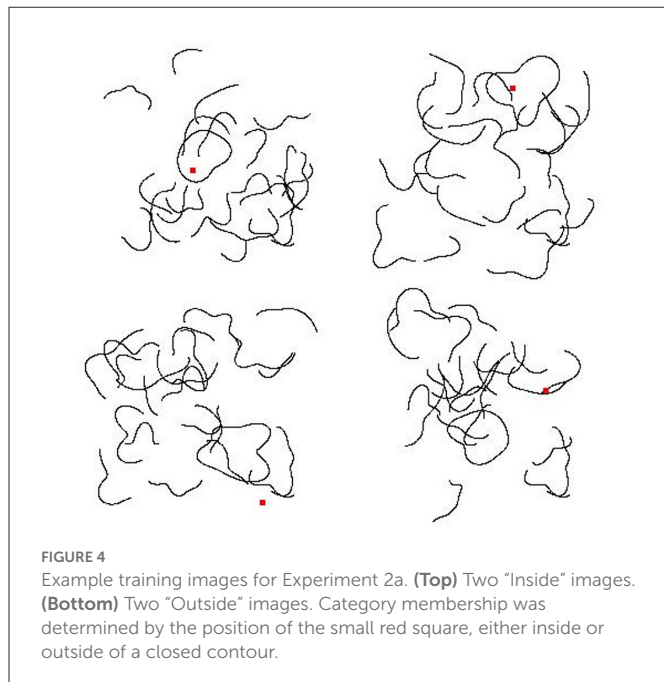 FIGURE 4
Example training images for Experiment 2a. (Top) Two “Inside” images.
(Bottom) Two “Outside” images. Category membership was
determined by the position of the small red square, either inside or
outside of a closed contour.